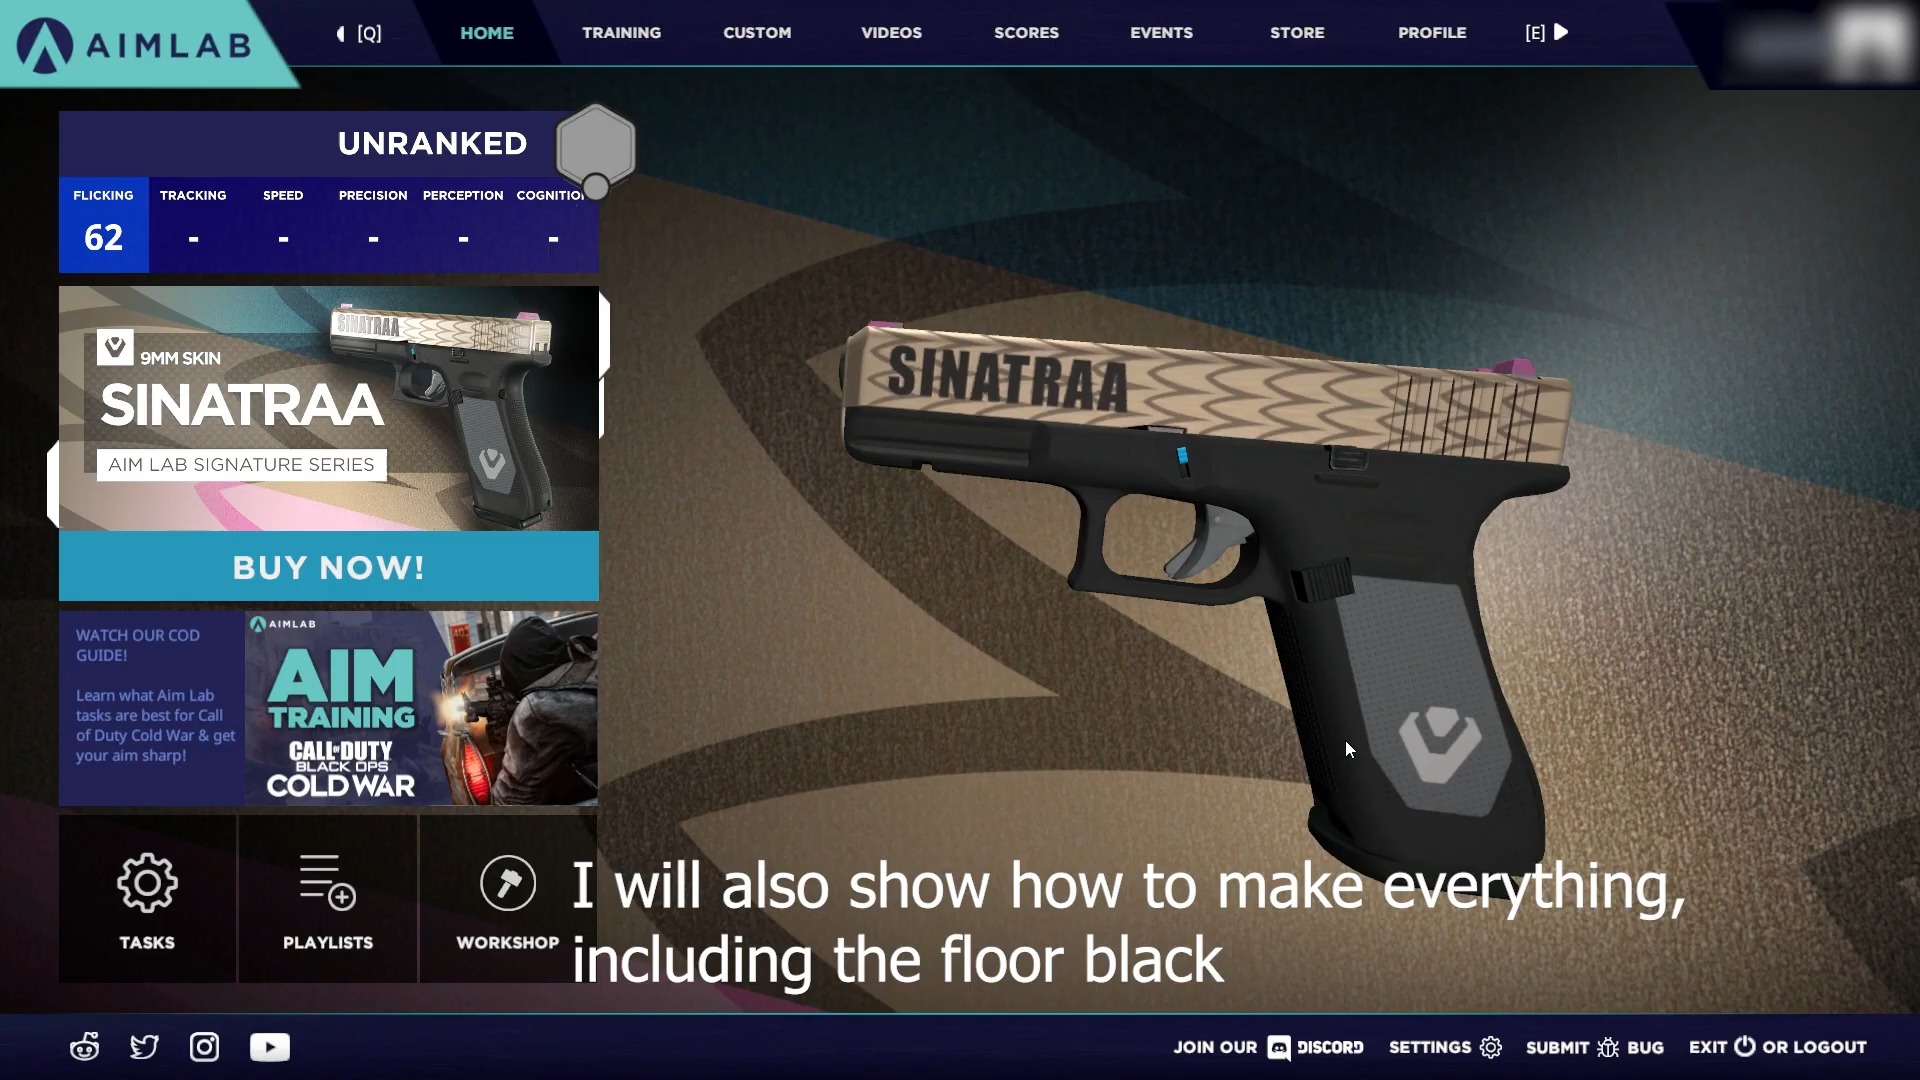 AIMLAB
[Q]
HOME
TRAINING
CUSTOM
VIDEOS
SCORES
EVENTS
STORE
PROFILE
[E]
UNRANKED
FLICKING TRACKING SPEED PRECISION PERCEPTION COGNITIO
62 - - - - -
SINATRAA
9MM SKIN
SINATRAA
AIM LAB SIGNATURE SERIES
BUY NOW!
SINATRAA
WATCH OUR COD
GUIDE!
Learn what Aim Lab
tasks are best for Call
of Duty Cold War & get
your aim sharp!
AIMLAB
AIM
TRAINING
CALL OF DUTY
BLACK OPS
COLD WAR
TASKS
PLAYLISTS
WORKSHOP
I will also show how to make everything,
including the floor black
JOIN OUR DISCORD
SETTINGS
SUBMIT BUG
EXIT OR LOGOUT